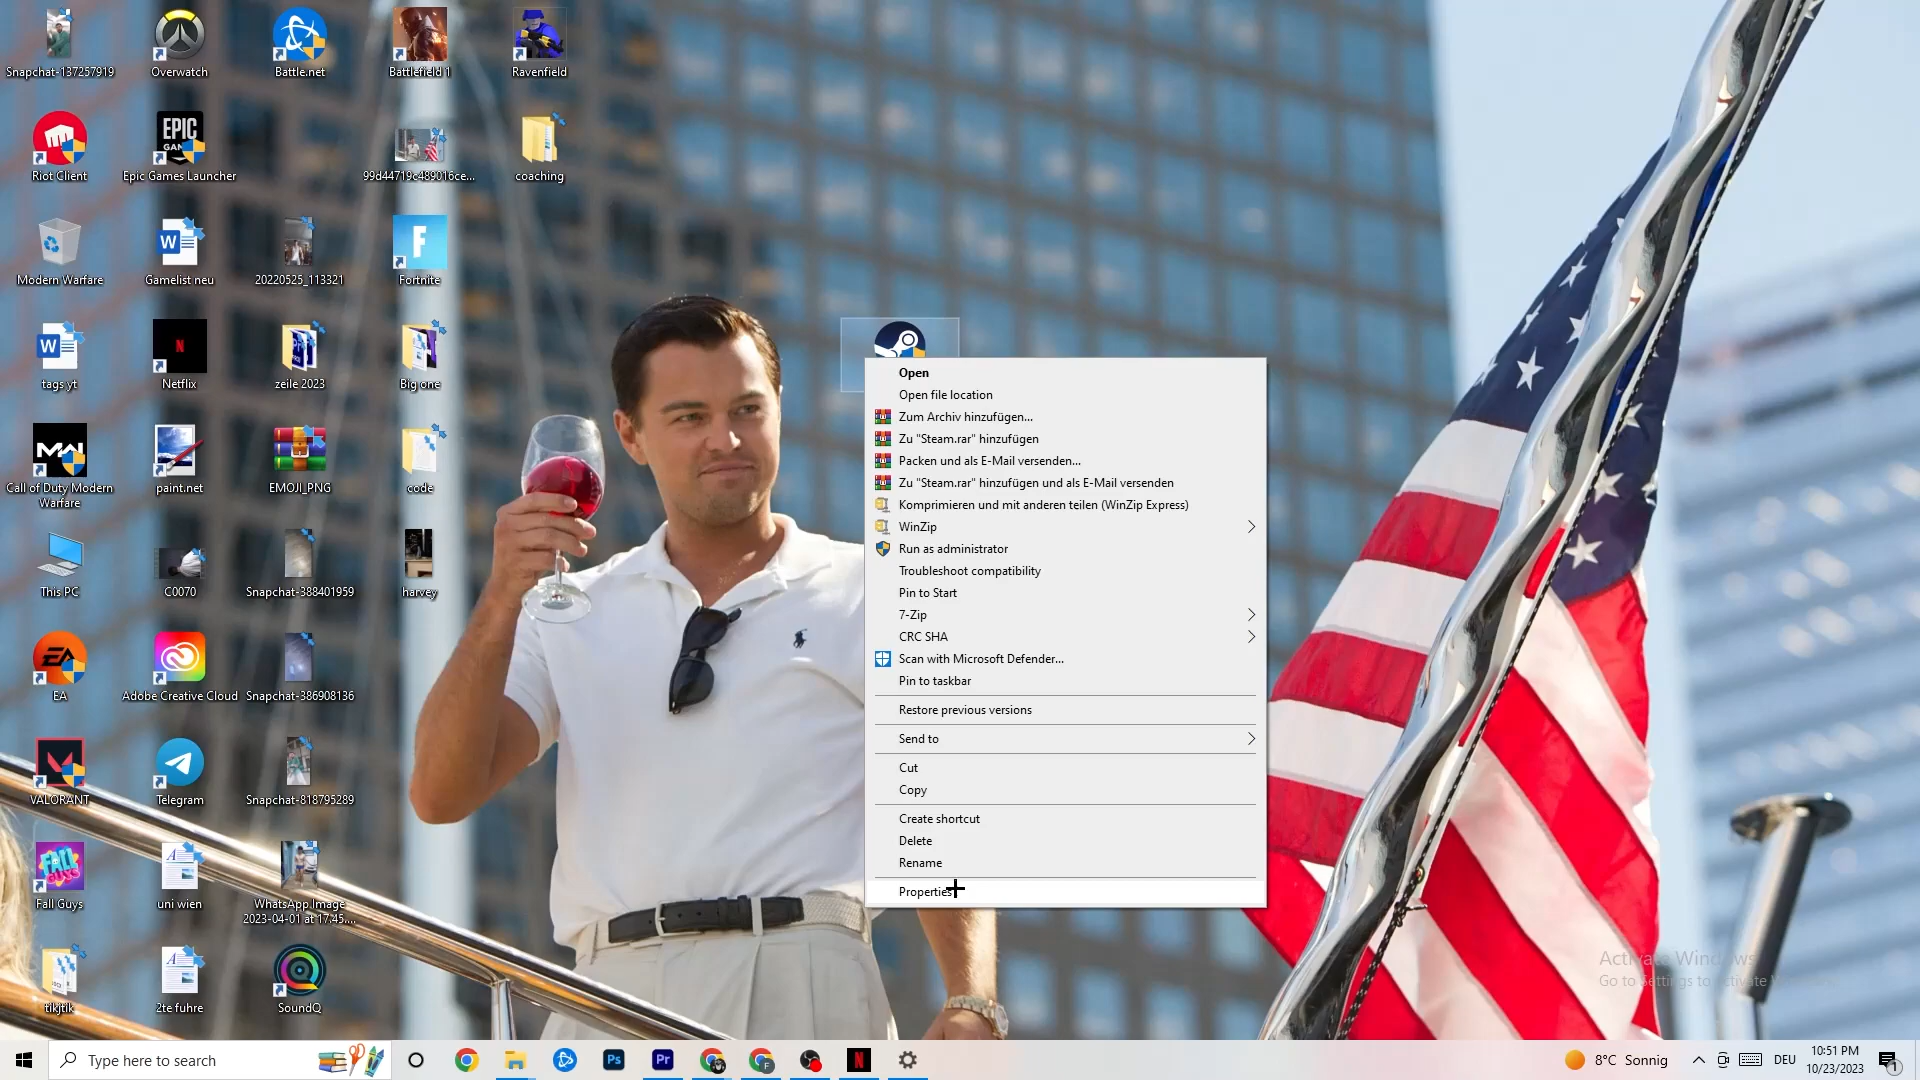 Snapchat-137257919
Overwatch
Battle.net
Battlefield 1
Ravenfield
Riot Client
EPIC
GAMES
Epic Games Launcher
99d44719c489016ce...
coaching
Modern Warfare
Gamelist neu
20220525_113321
Fortnite
tags yt
Netflix
zeile 2023
Big one
Call of Duty Modern
Warfare
paint.net
EMOJI_PNG
code
This PC
C0070
Snapchat-388401959
harvey
EA
Adobe Creative Cloud
Snapchat-386908136
VALORANT
Telegram
Snapchat-818795289
Fall Guys
uni wien
WhatsApp Image
2023-04-01 at 17.45....
tikjtik
2te fuhre
SoundQ
Open
Open file location
Zum Archiv hinzufügen...
Zu "Steam.rar" hinzufügen
Packen und als E-Mail versenden...
Zu "Steam.rar" hinzufügen und als E-Mail versenden
Komprimieren und mit anderen teilen (WinZip Express)
WinZip
Run as administrator
Troubleshoot compatibility
Pin to Start
7-Zip
CRC SHA
Scan with Microsoft Defender...
Pin to taskbar
Restore previous versions
Send to
Cut
Copy
Create shortcut
Delete
Rename
Properties
Activate Windows
Go to Settings to activate
Type here to search
8°C Sonnig
DEU
10:51 PM
10/23/2023